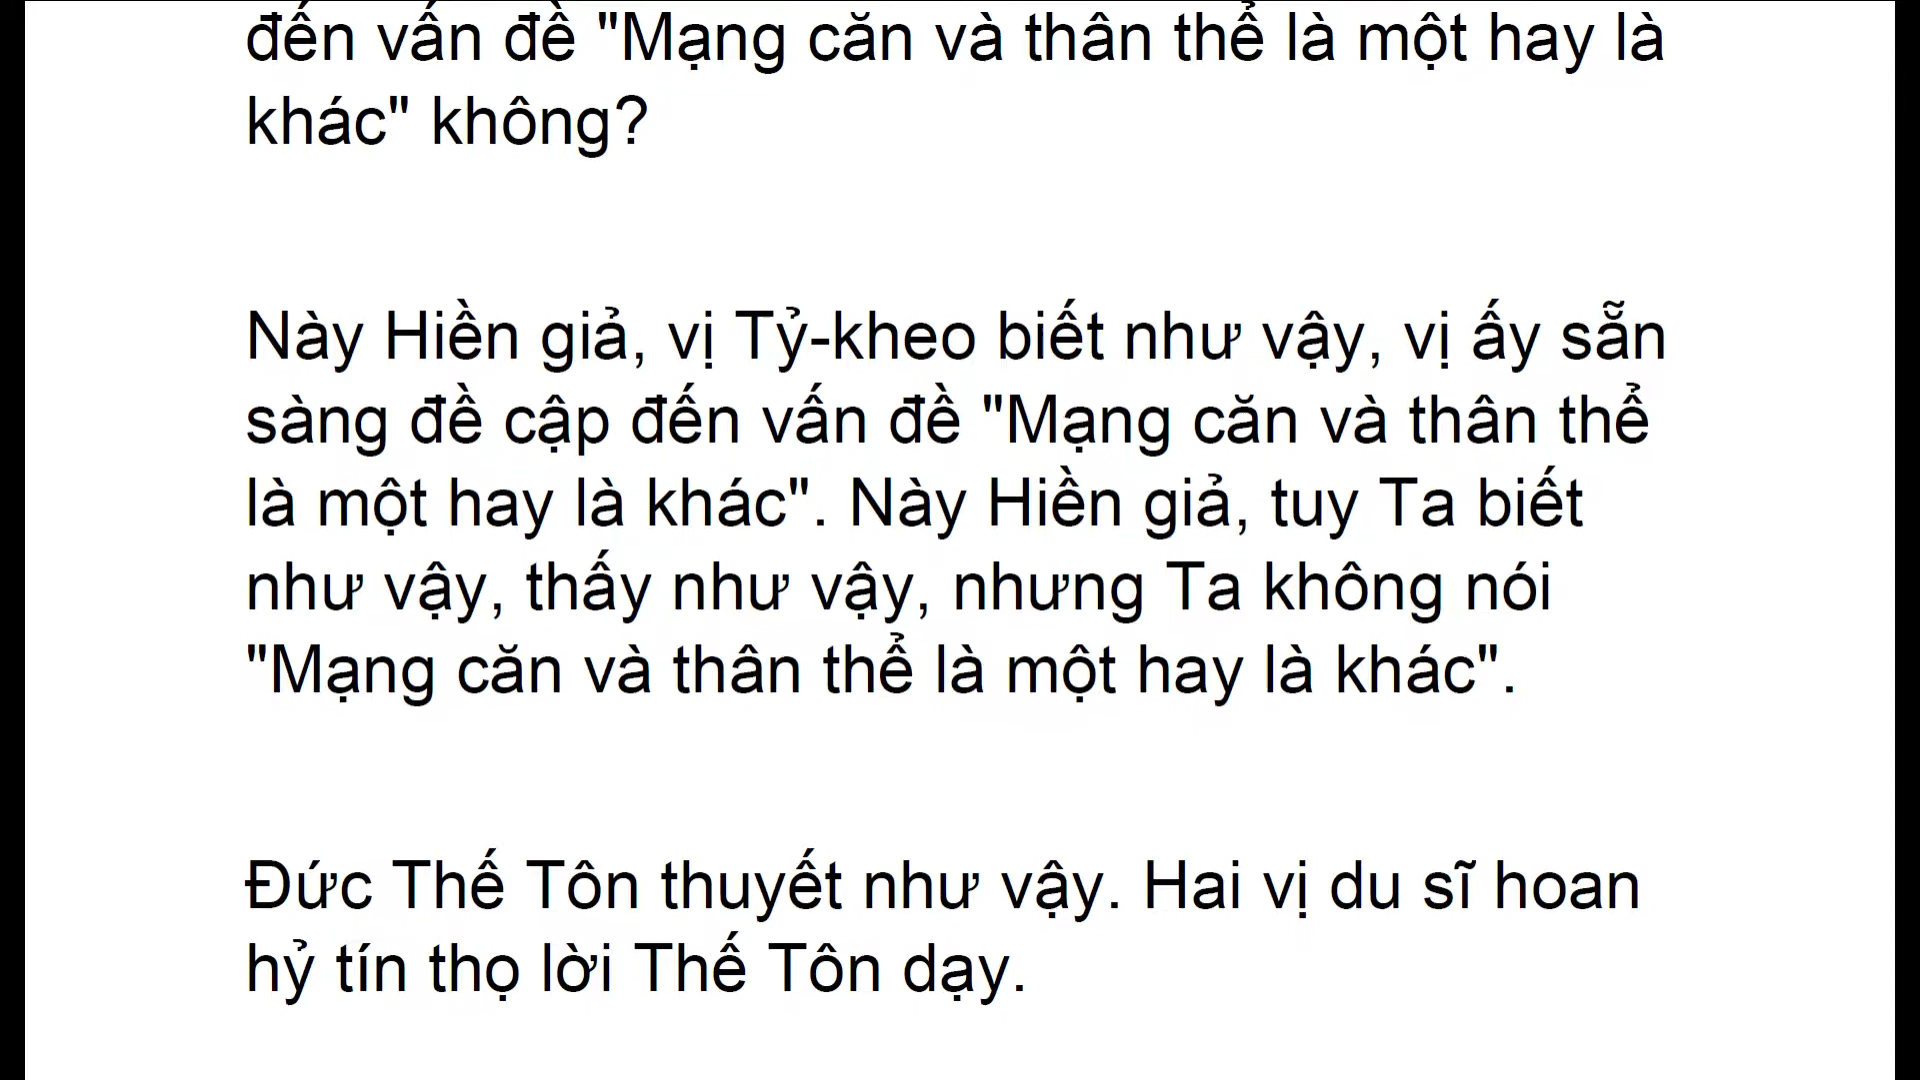 đến vấn đề "Mạng căn và thân thể là một hay là
khác" không?
Này Hiền giả, vị Tỷ-kheo biết như vậy, vị ấy sẵn
sàng đề cập đến vấn đề "Mạng căn và thân thể
là một hay là khác". Này Hiền giả, tuy Ta biết
như vậy, thấy như vậy, nhưng Ta không nói
"Mạng căn và thân thể là một hay là khác".
Đức Thế Tôn thuyết như vậy. Hai vị du sĩ hoan
hỷ tín thọ lời Thế Tôn dạy.